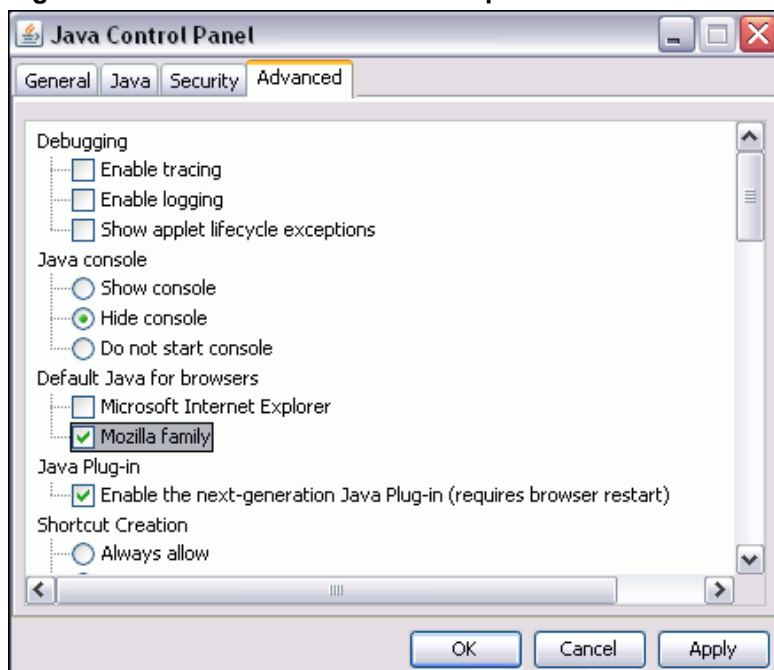 Java Control Panel
General Java Security Advanced
Debugging
Enable tracing
Enable logging
Show applet lifecycle exceptions
Java console
Show console
Hide console
Do not start console
Default Java for browsers
Microsoft Internet Explorer
Mozilla family
Java Plug-in
Enable the next-generation Java Plug-in (requires browser restart)
Shortcut Creation
Always allow
OK Cancel Apply